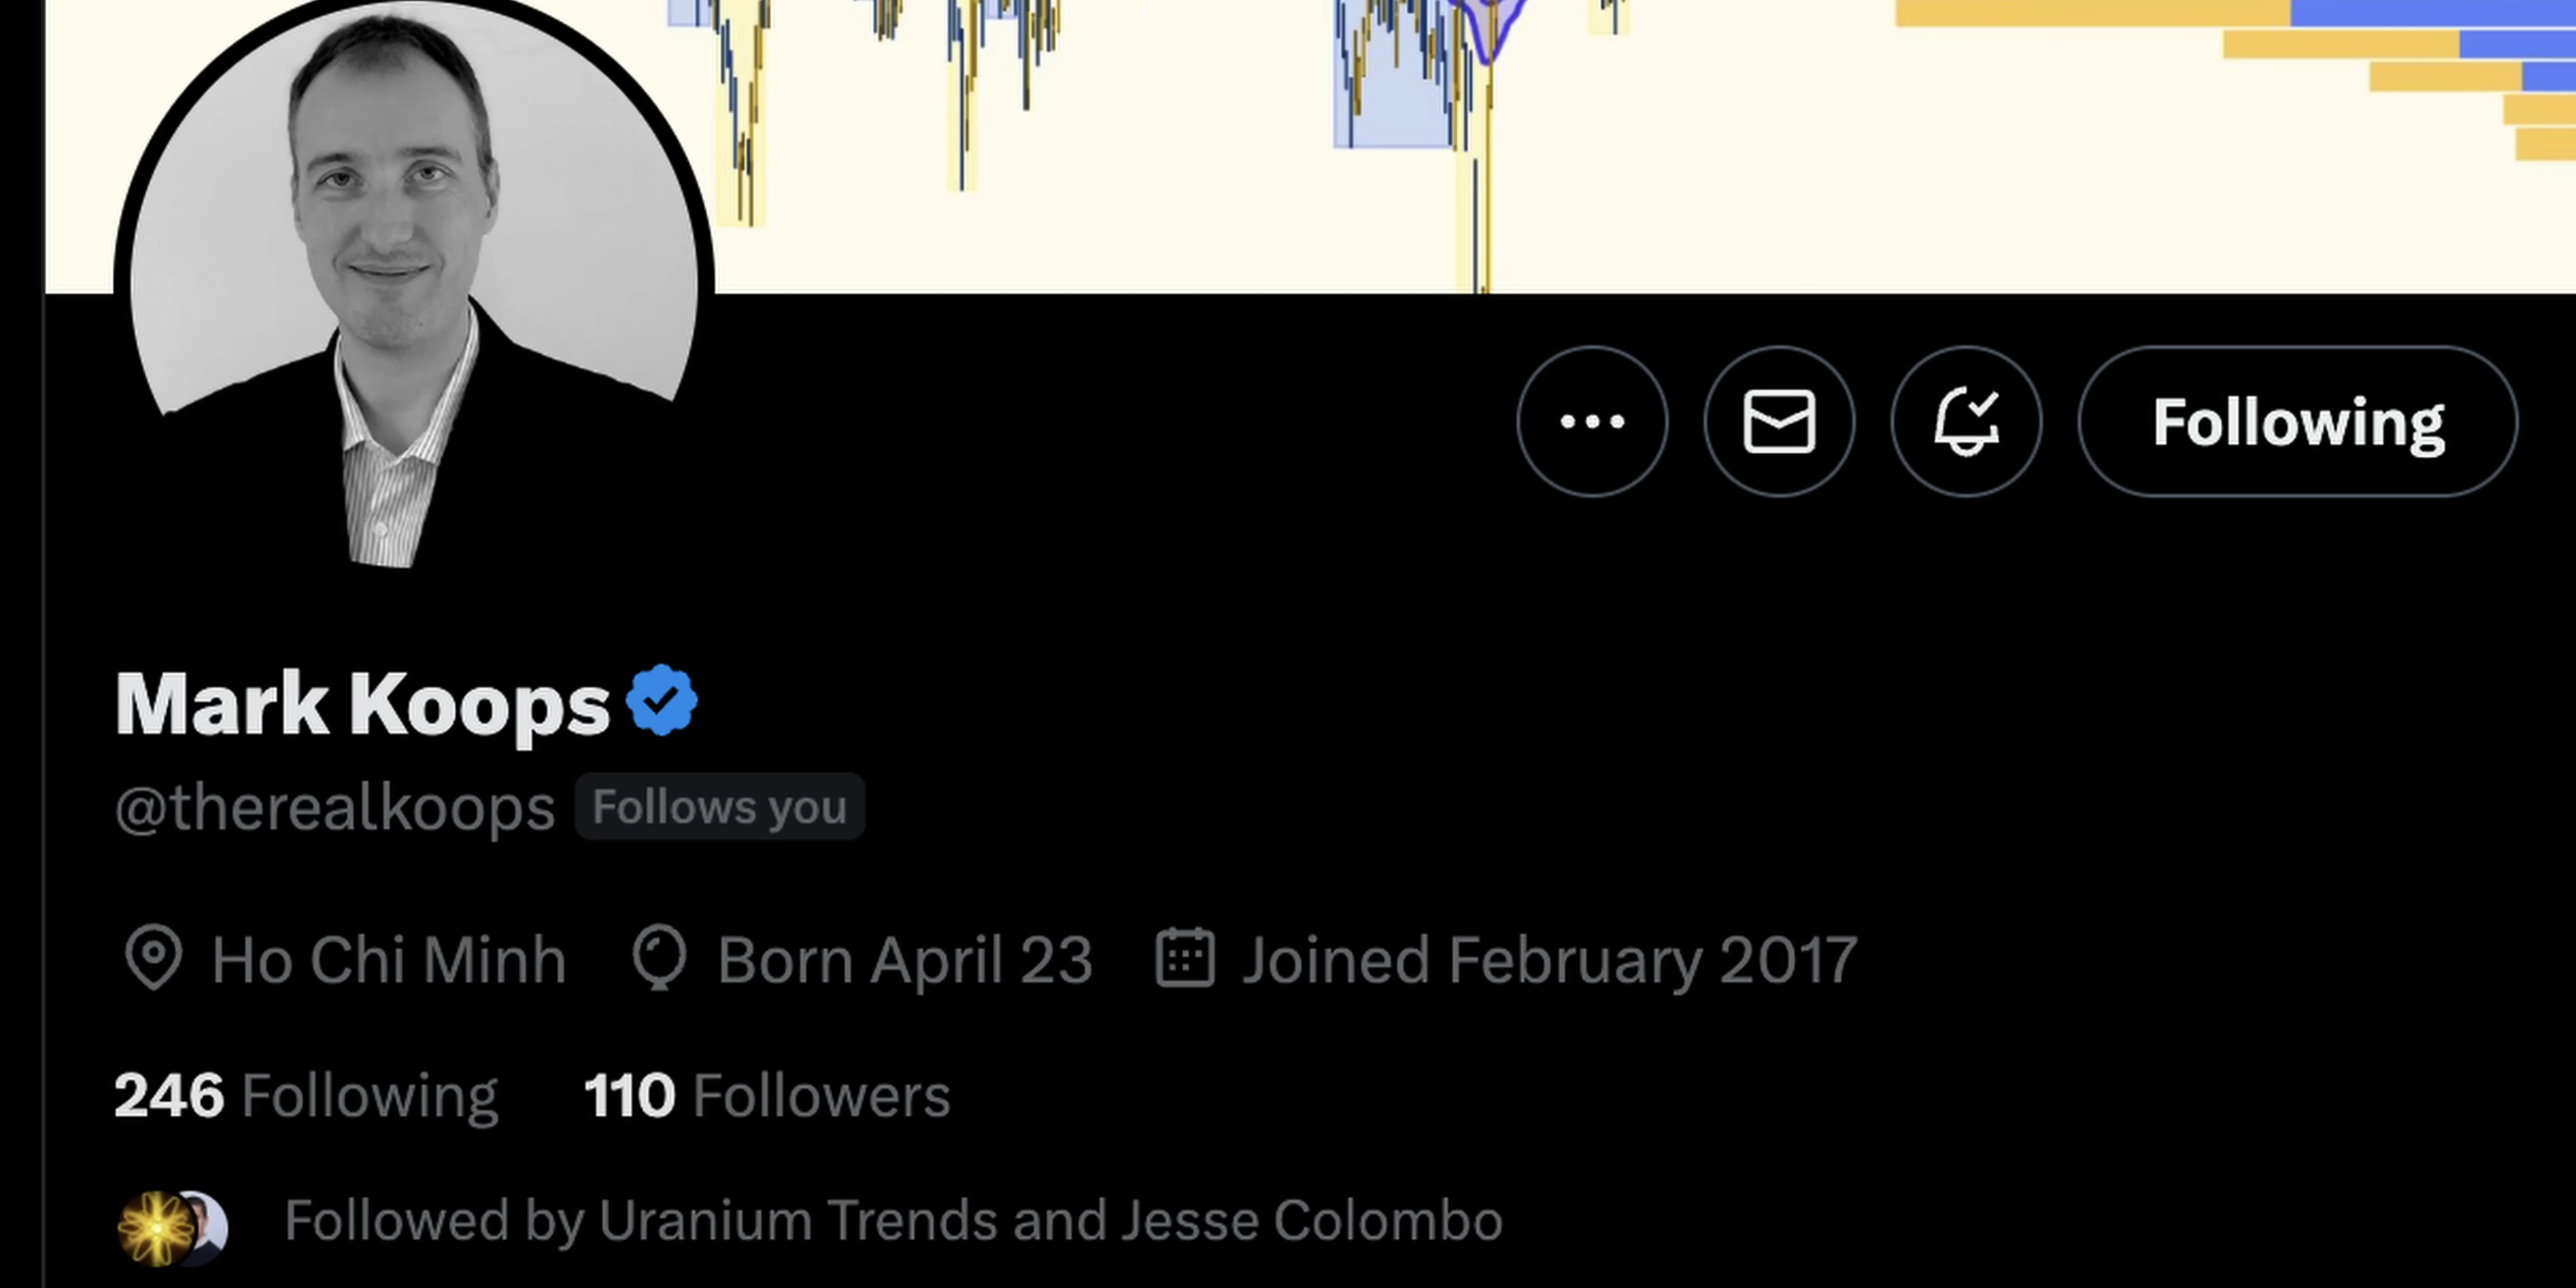 Following
Mark Koops
@therealkoops Follows you
Ho Chi Minh Born April 23 Joined February 2017
246 Following 110 Followers
Followed by Uranium Trends and Jesse Colombo